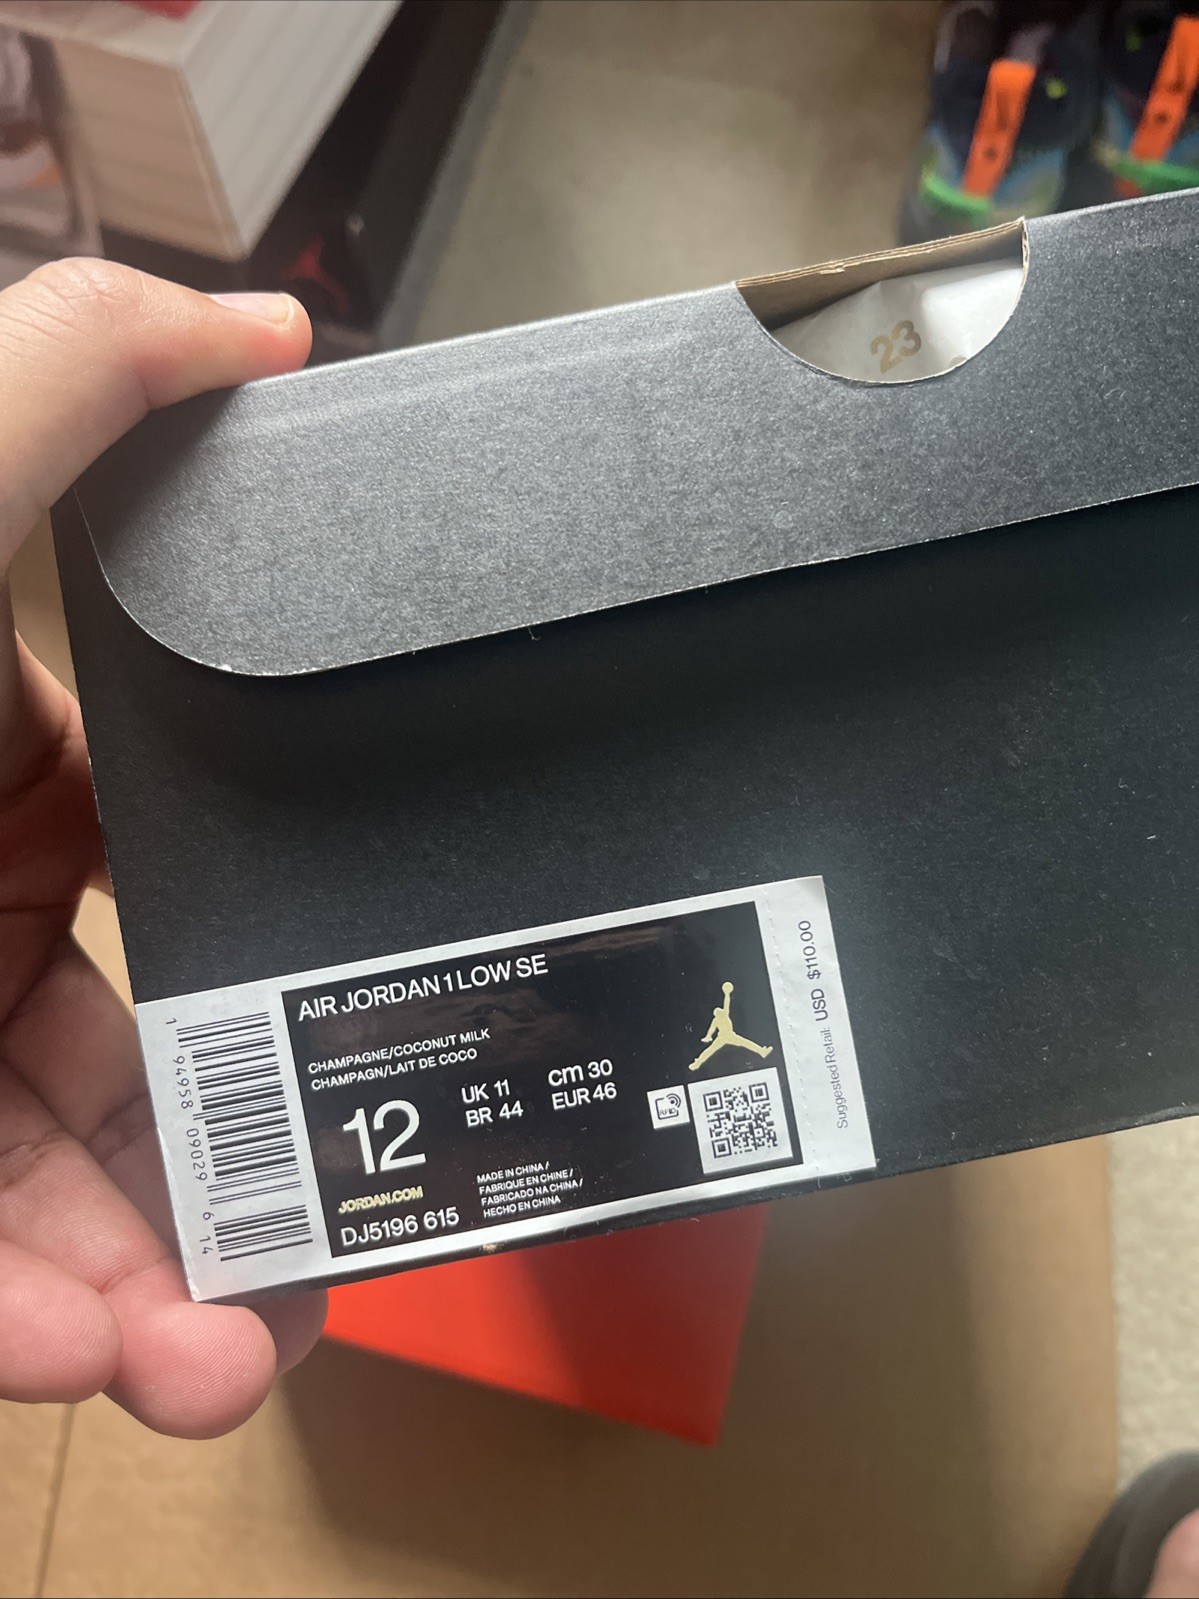 23
AIR JORDAN 1 LOW SE
CHAMPAGNE/COCONUT MILK
CHAMPAGN/LAIT DE COCO
12
UK 11
BR 44
cm 30
EUR 46
RFID
JORDAN.COM
DJ5196 615
MADE IN CHINA /
FABRIQUE EN CHINE /
FABRICADO NA CHINA /
HECHO EN CHINA
1 94958 09029 6 14
Suggested Retail: USD $110.00